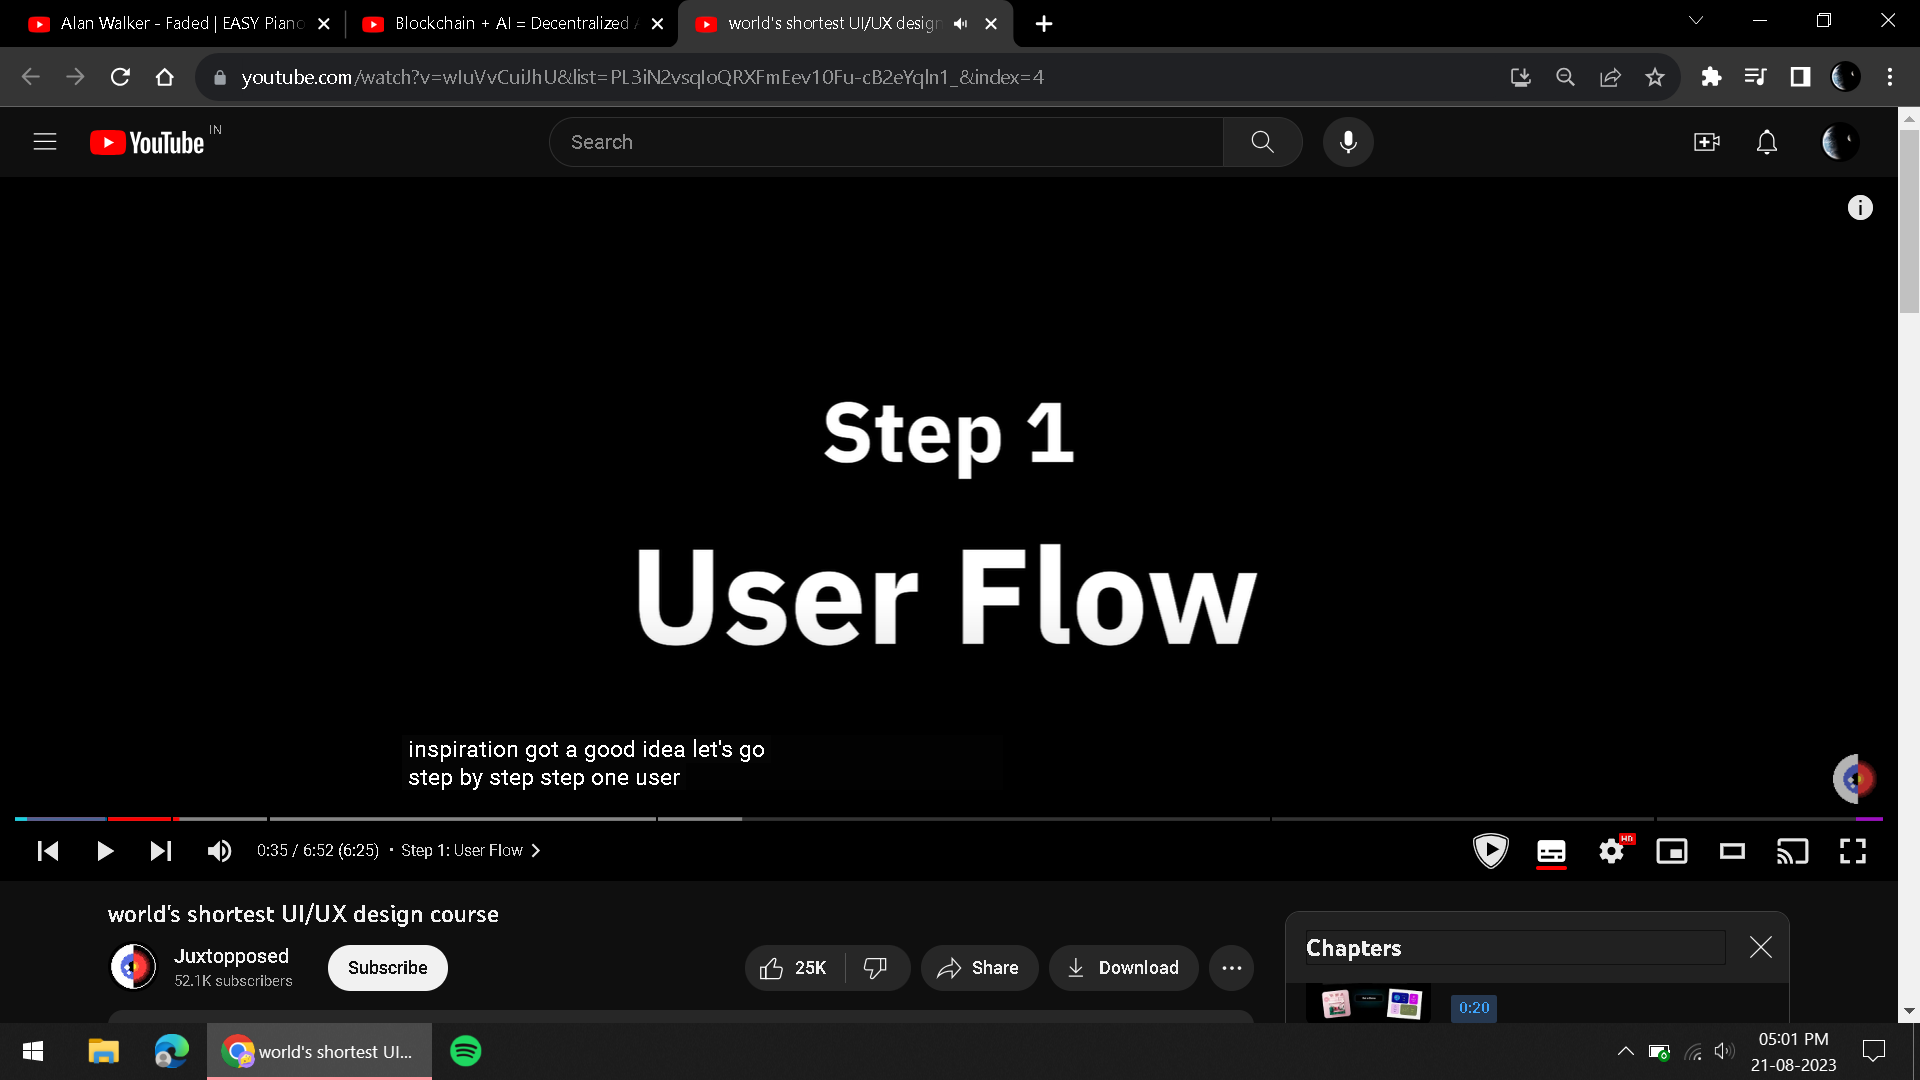 Alan Walker - Faded | EASY Piano
Blockchain + AI = Decentralized
world's shortest UI/UX design
youtube.com/watch?v=wIuVvCuiJhU&list=PL3iN2vsqIoQRXFmEev10Fu-cB2eYqln1_&index=4
YouTube IN
Search
Step 1
User Flow
inspiration got a good idea let's go
step by step step one user
0:35 / 6:52 (6:25) • Step 1: User Flow
HD
world's shortest UI/UX design course
Juxtopposed
52.1K subscribers
Subscribe
25K
Share
Download
Chapters
0:20
world's shortest UI...
05:01 PM
21-08-2023